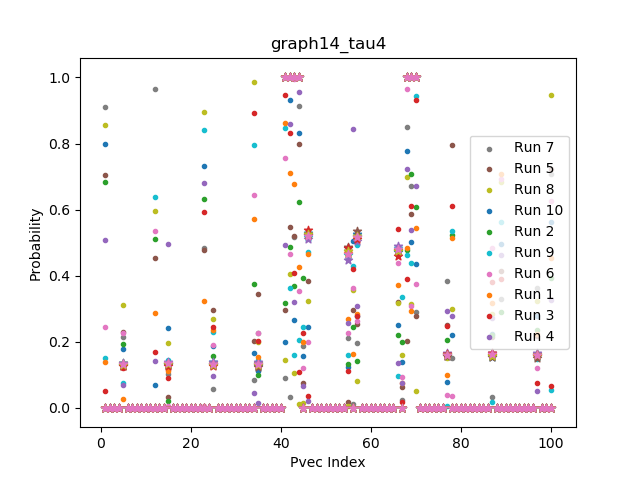 graph14_tau4
1.0
0.8
0.6
0.4
0.2
0.0
Probability
0
20
40
60
80
100
Pvec Index
Run 7
Run 5
Run 8
Run 10
Run 2
Run 9
Run 6
Run 1
Run 3
Run 4